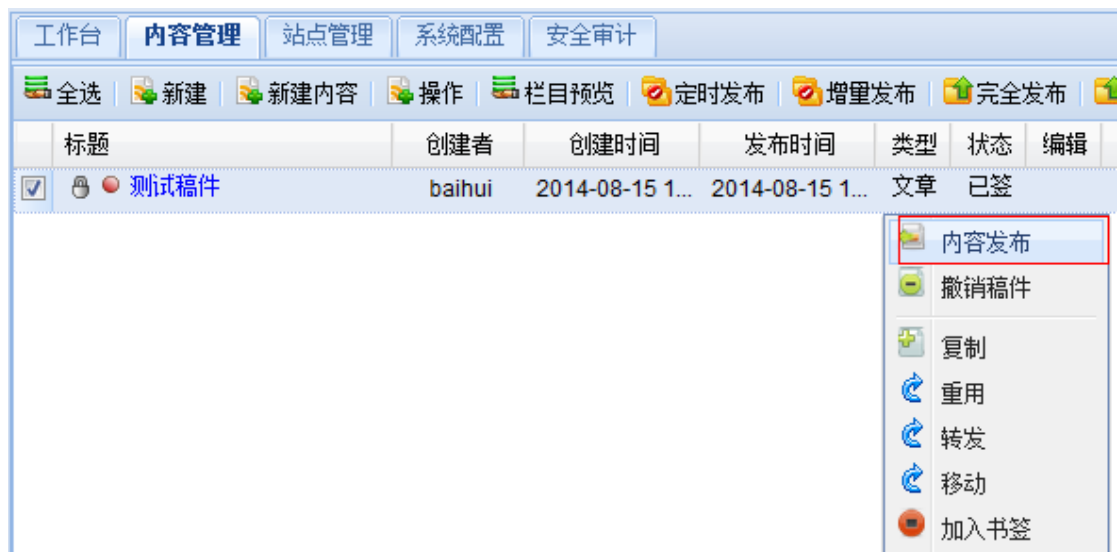 工作台 内容管理 站点管理 系统配置 安全审计
全选 新建 新建内容 操作 栏目预览 定时发布 增量发布 完全发布
标题 创建者 创建时间 发布时间 类型 状态 编辑
测试稿件 baihui 2014-08-15 1... 2014-08-15 1... 文章 已签
内容发布
撤销稿件
复制
重用
转发
移动
加入书签